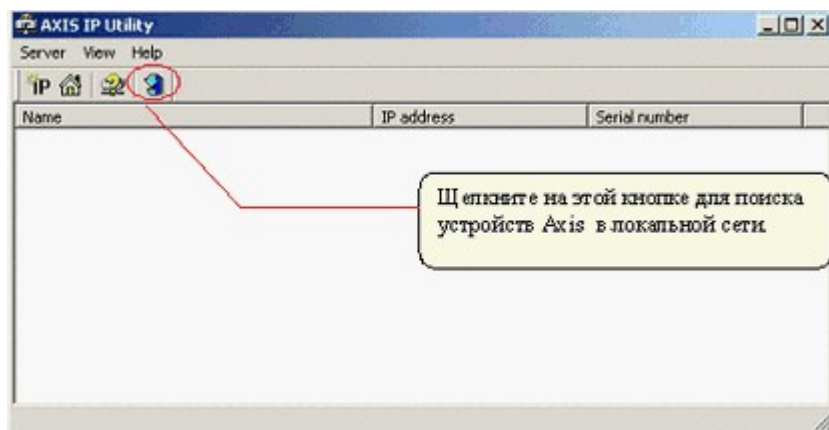 AXIS IP Utility
Server View Help
IP
Name IP address Serial number
Щелкните на этой кнопке для поиска
устройств Axis в локальной сети.